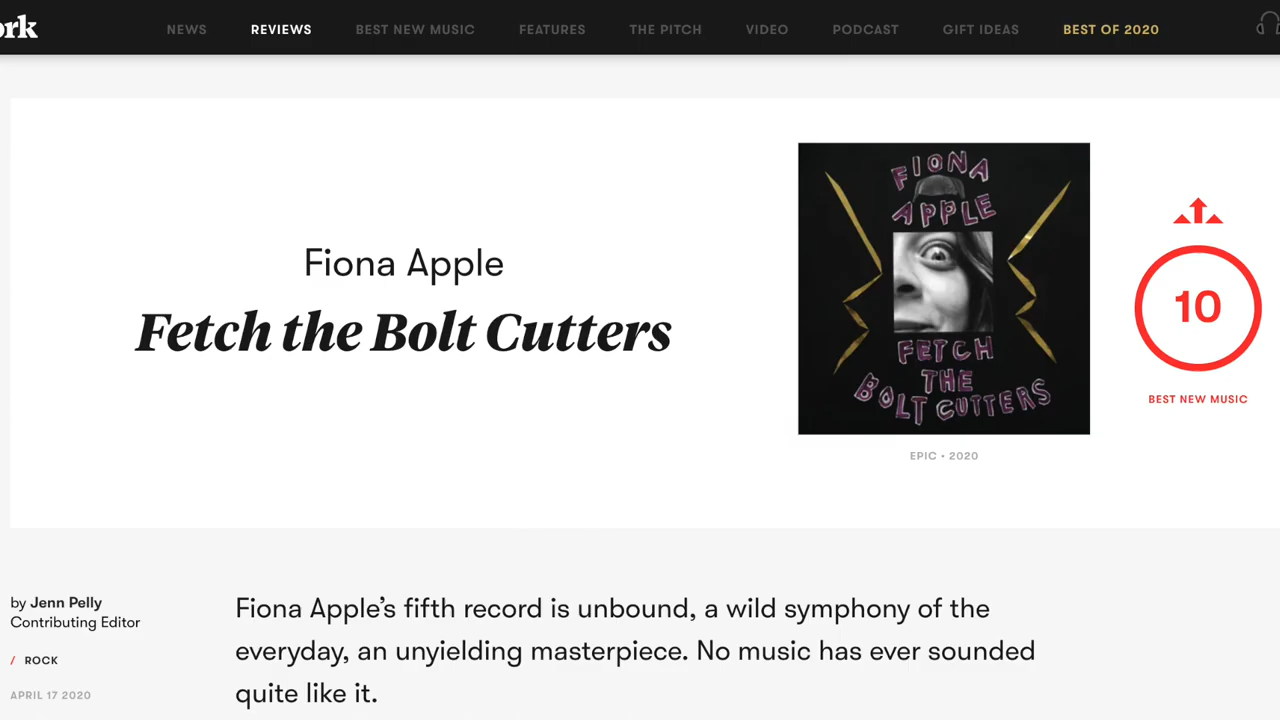 ork
NEWS REVIEWS BEST NEW MUSIC FEATURES THE PITCH VIDEO PODCAST GIFT IDEAS BEST OF 2020
Fiona Apple
Fetch the Bolt Cutters
FIONA
APPLE
FETCH
THE
BOLT CUTTERS
EPIC • 2020
10
BEST NEW MUSIC
by Jenn Pelly
Contributing Editor
/ ROCK
APRIL 17 2020
Fiona Apple’s fifth record is unbound, a wild symphony of the
everyday, an unyielding masterpiece. No music has ever sounded
quite like it.